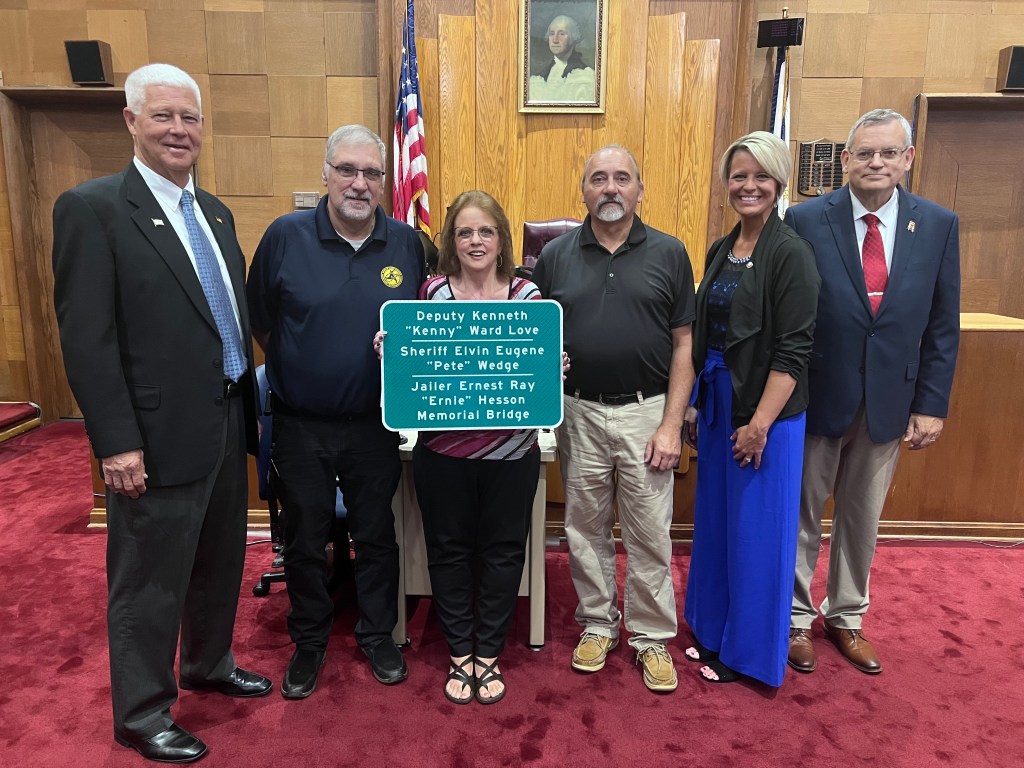 Deputy Kenneth
"Kenny" Ward Love
Sheriff Elvin Eugene
"Pete" Wedge
Jailer Ernest Ray
"Ernie" Hesson
Memorial Bridge